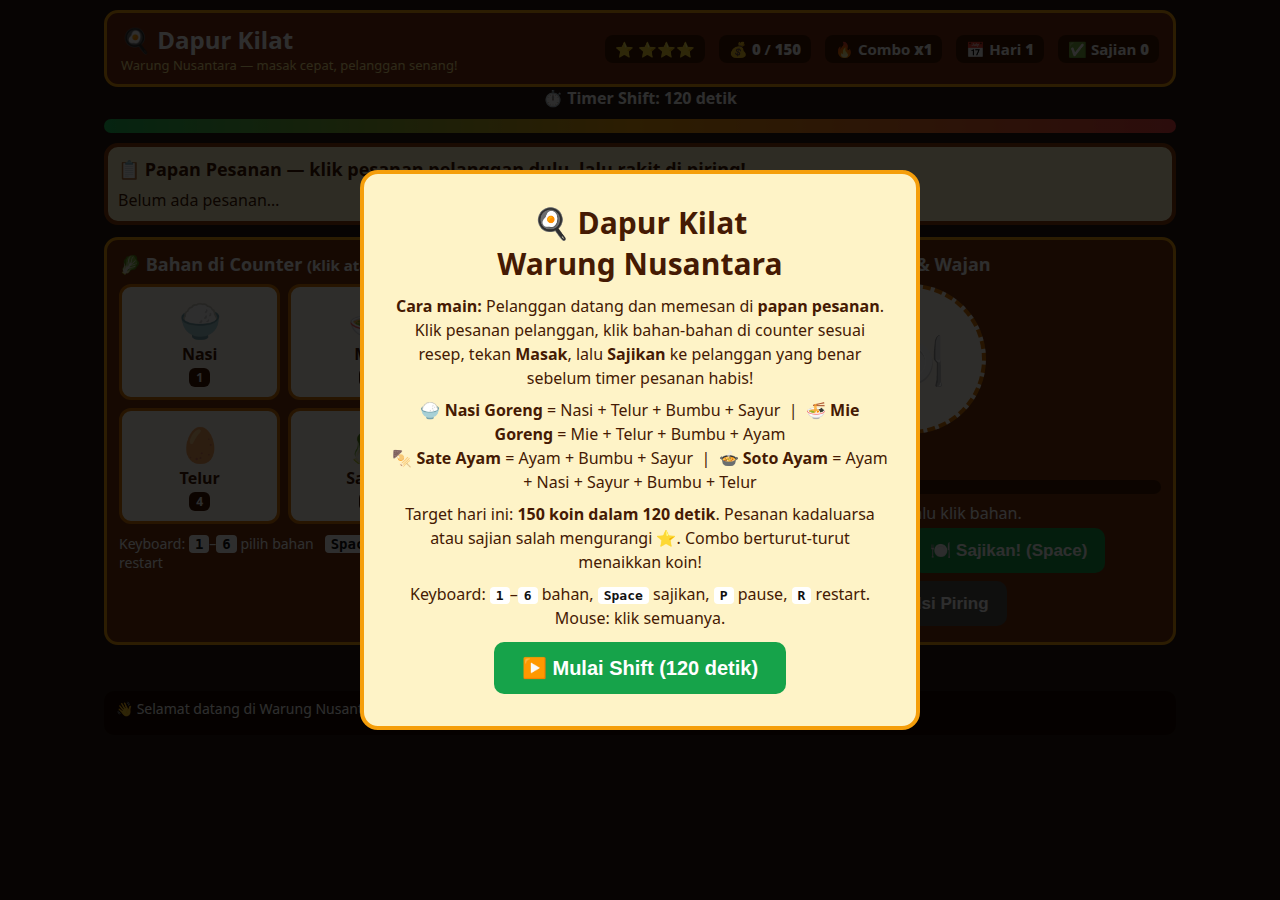 Dapur Kilat
Warung Nusantara — masak cepat, pelanggan senang!
0 / 150
Combo x1
Hari 1
Sajian 0
Timer Shift: 120 detik
Papan Pesanan — klik pesanan pelanggan dulu, lalu rakit di piring!
Belum ada pesanan...
Bahan di Counter (klik
& Wajan
Nasi
1
Telur
4
lu klik bahan.
Sajikan! (Space)
si Piring
Keyboard: 1–6 pilih bahan
restart
Selamat datang di Warung
Dapur Kilat
Warung Nusantara
Cara main: Pelanggan datang dan memesan di papan pesanan.
Klik pesanan pelanggan, klik bahan-bahan di counter sesuai
resep, tekan Masak, lalu Sajikan ke pelanggan yang benar
sebelum timer pesanan habis!
Nasi Goreng = Nasi + Telur + Bumbu + Sayur | Mie
Goreng = Mie + Telur + Bumbu + Ayam
Sate Ayam = Ayam + Bumbu + Sayur | Soto Ayam = Ayam
+ Nasi + Sayur + Bumbu + Telur
Target hari ini: 150 koin dalam 120 detik. Pesanan kadaluarsa
atau sajian salah mengurangi ⭐. Combo berturut-turut
menaikkan koin!
Keyboard: 1–6 bahan, Space sajikan, P pause, R restart.
Mouse: klik semuanya.
Mulai Shift (120 detik)